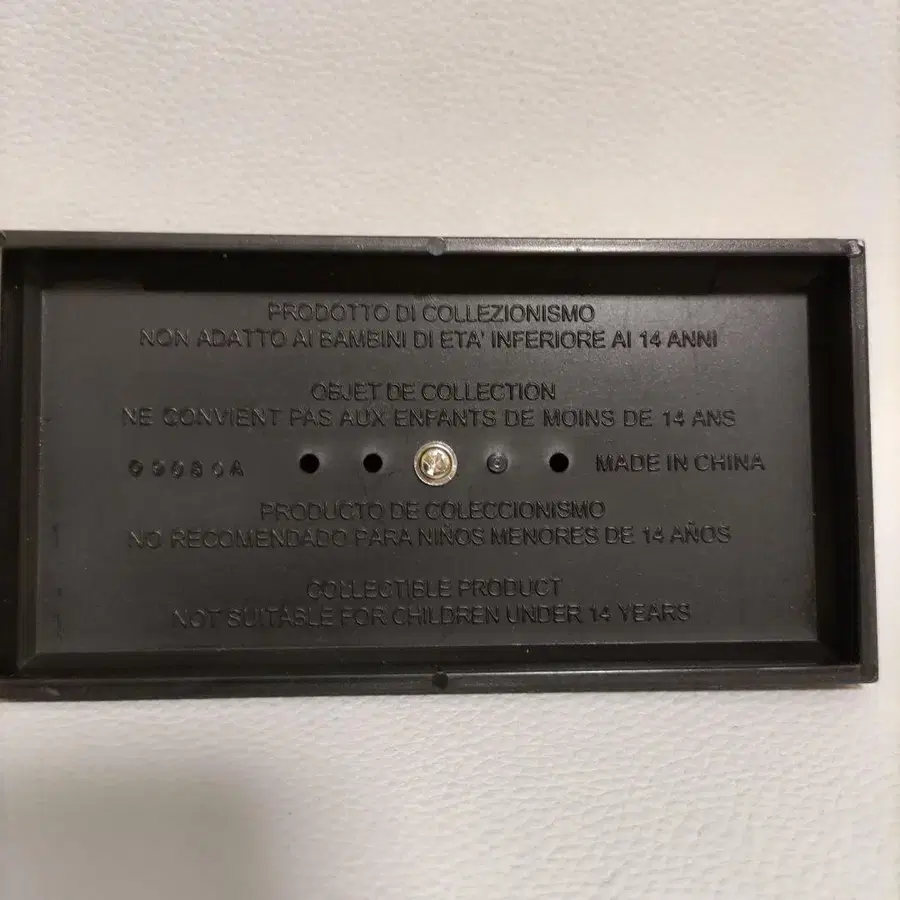 PRODOTTO DI COLLEZIONISMO
NON ADATTO AI BAMBINI DI ETA' INFERIORE AI 14 ANNI
OBJET DE COLLECTION
NE CONVIENT PAS AUX ENFANTS DE MOINS DE 14 ANS
MADE IN CHINA
PRODUCTO DE COLECCIONISMO
NO RECOMENDADO PARA NIÑOS MENORES DE 14 AÑOS
COLLECTIBLE PRODUCT
NOT SUITABLE FOR CHILDREN UNDER 14 YEARS